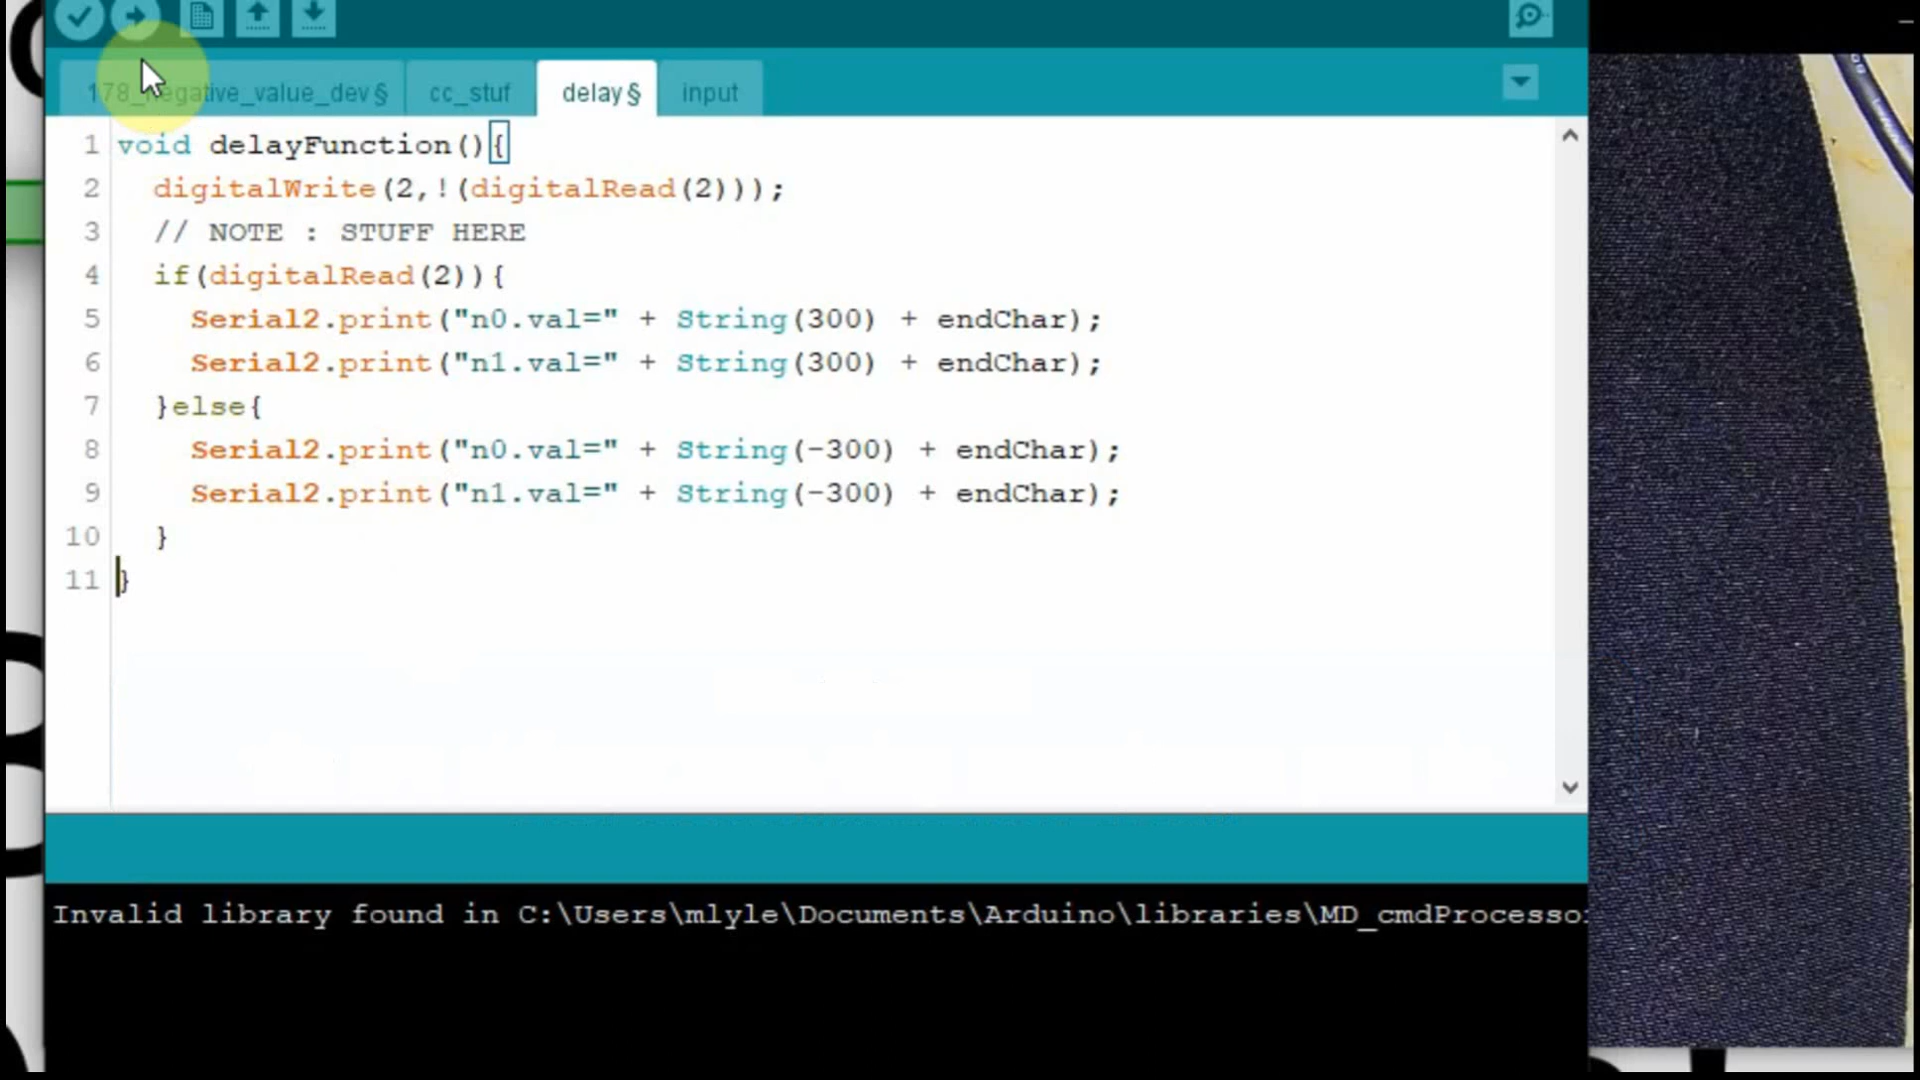 178_negative_value_dev§ cc_stuf delay§ input
1 void delayFunction(){
2 digitalWrite(2,!(digitalRead(2)));
3 // NOTE : STUFF HERE
4 if(digitalRead(2)){
5 Serial2.print("n0.val=" + String(300) + endChar);
6 Serial2.print("n1.val=" + String(300) + endChar);
7 }else{
8 Serial2.print("n0.val=" + String(-300) + endChar);
9 Serial2.print("n1.val=" + String(-300) + endChar);
10 }
11 }
Invalid library found in C:\Users\mlyle\Documents\Arduino\libraries\MD_cmdProcesso